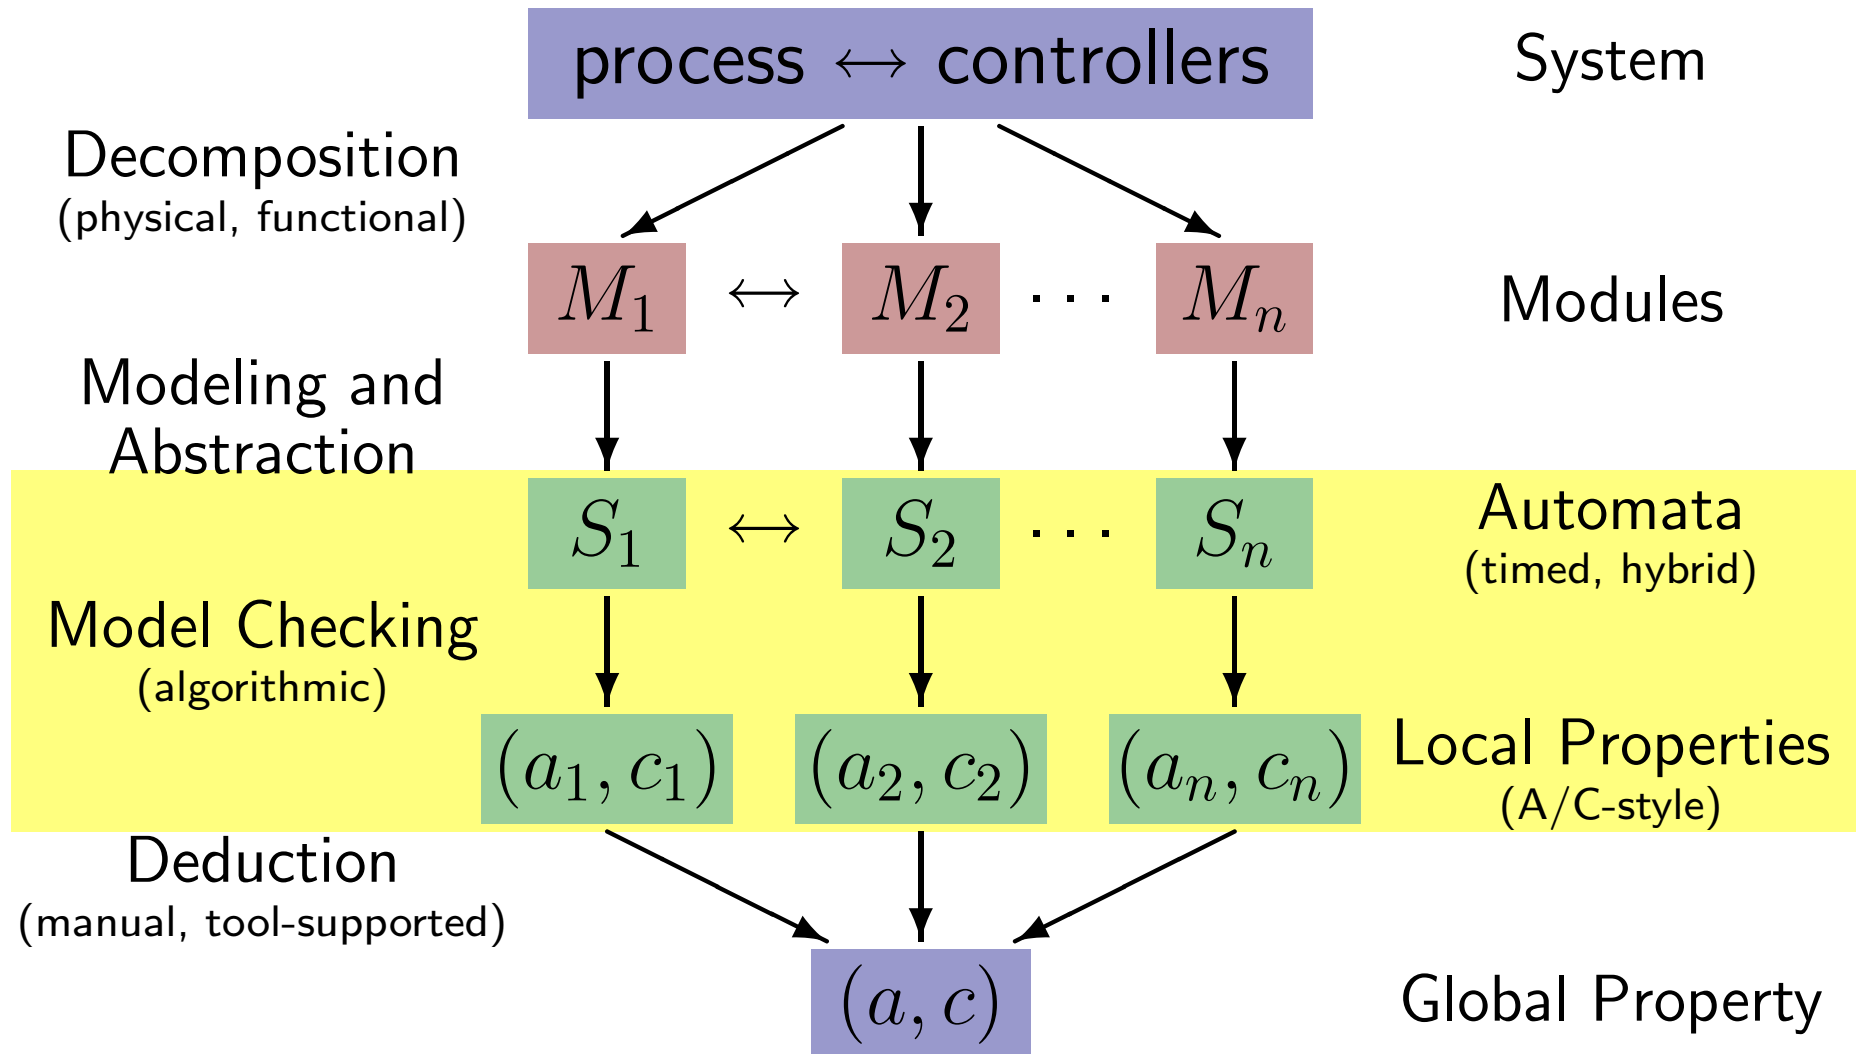 process ↔ controllers
System
Decomposition
(physical, functional)
M₁ ↔ M₂ ··· Mₙ
Modules
Modeling and
Abstraction
S₁ ↔ S₂ ··· Sₙ
Automata
(timed, hybrid)
Model Checking
(algorithmic)
(a₁, c₁) (a₂, c₂) (aₙ, cₙ)
Local Properties
(A/C-style)
Deduction
(manual, tool-supported)
(a, c)
Global Property